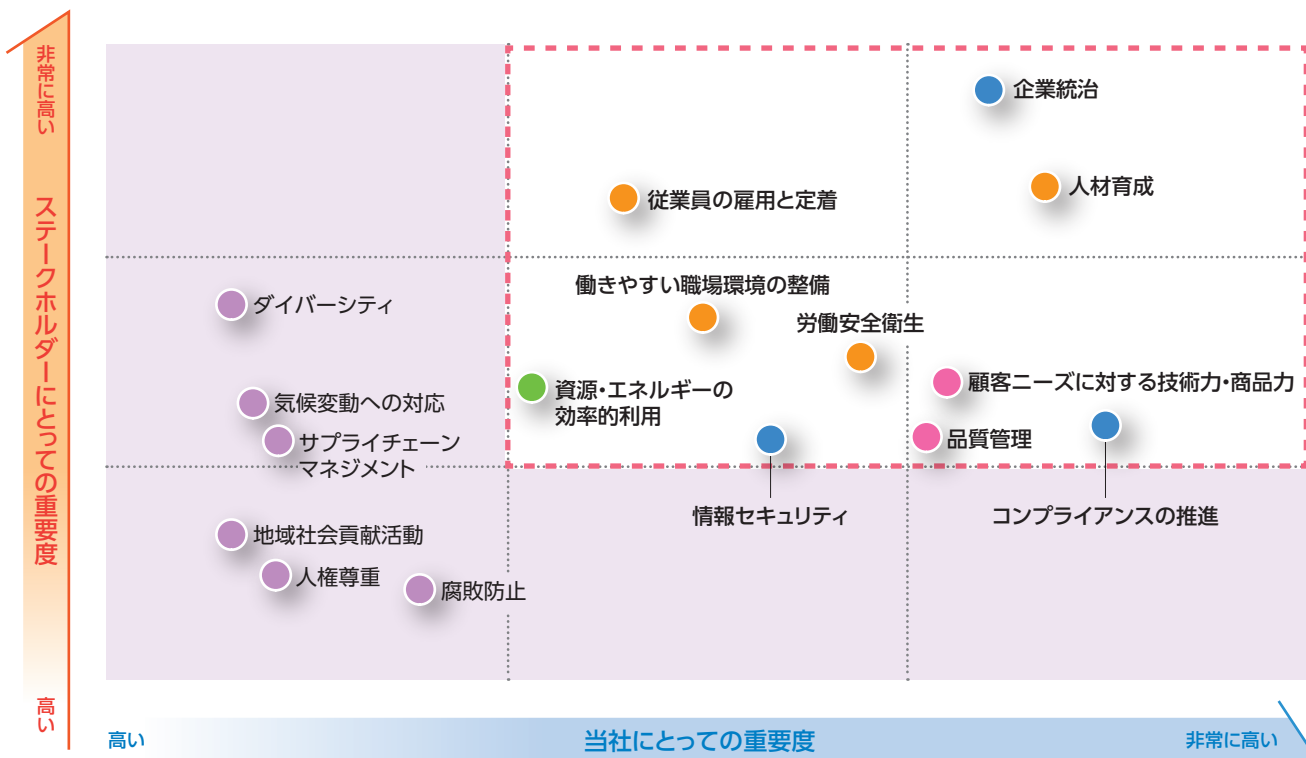 非常に高い
ステークホルダーにとっての重要度
高い
企業統治
人材育成
従業員の雇用と定着
働きやすい職場環境の整備
ダイバーシティ
労働安全衛生
顧客ニーズに対する技術力・商品力
資源・エネルギーの
効率的利用
気候変動への対応
サプライチェーン
マネジメント
品質管理
情報セキュリティ
コンプライアンスの推進
地域社会貢献活動
人権尊重
腐敗防止
高い
当社にとっての重要度
非常に高い